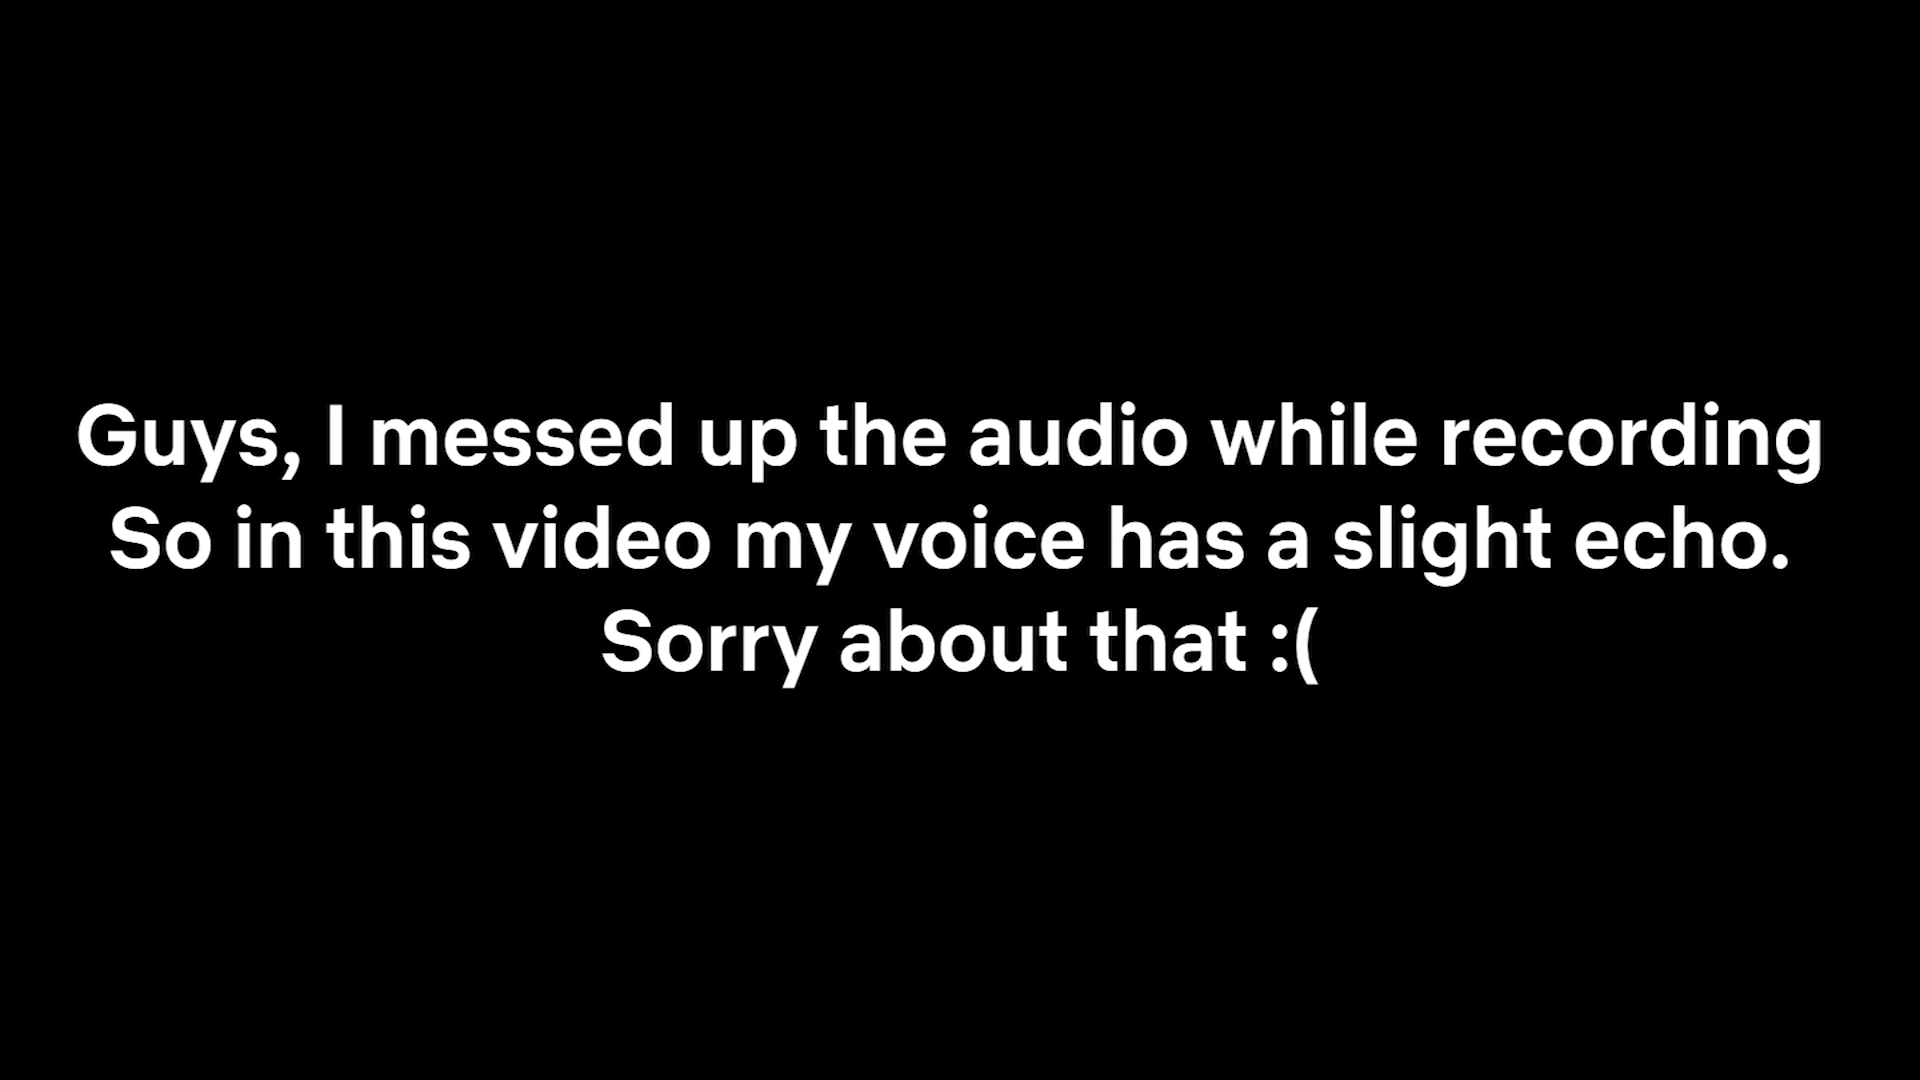 Guys, I messed up the audio while recording
So in this video my voice has a slight echo.
Sorry about that :(